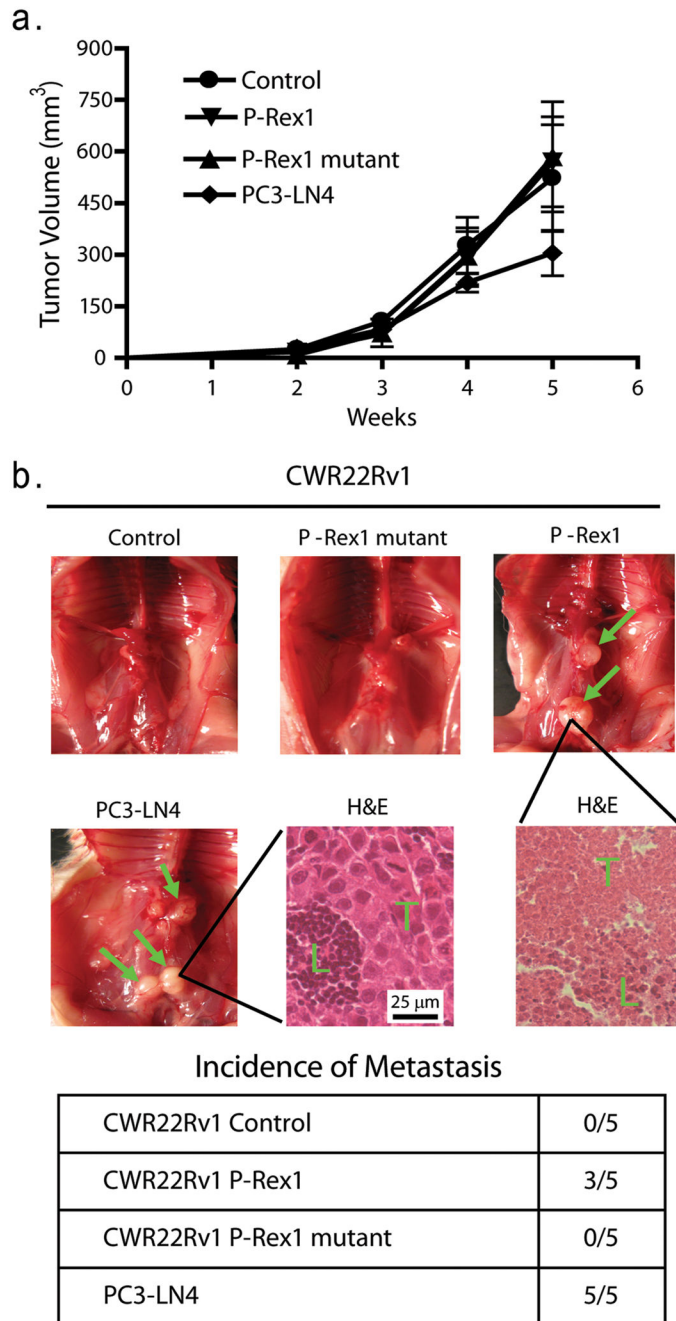 a.
900
750
600
450
300
150
0
Tumor Volume (mm³)
Control
P-Rex1
P-Rex1 mutant
PC3-LN4
0 1 2 3 4 5 6
Weeks
b.
CWR22Rv1
Control P -Rex1 mutant P -Rex1
PC3-LN4 H&E H&E
T T
L L
25 μm
Incidence of Metastasis
CWR22Rv1 Control 0/5
CWR22Rv1 P-Rex1 3/5
CWR22Rv1 P-Rex1 mutant 0/5
PC3-LN4 5/5